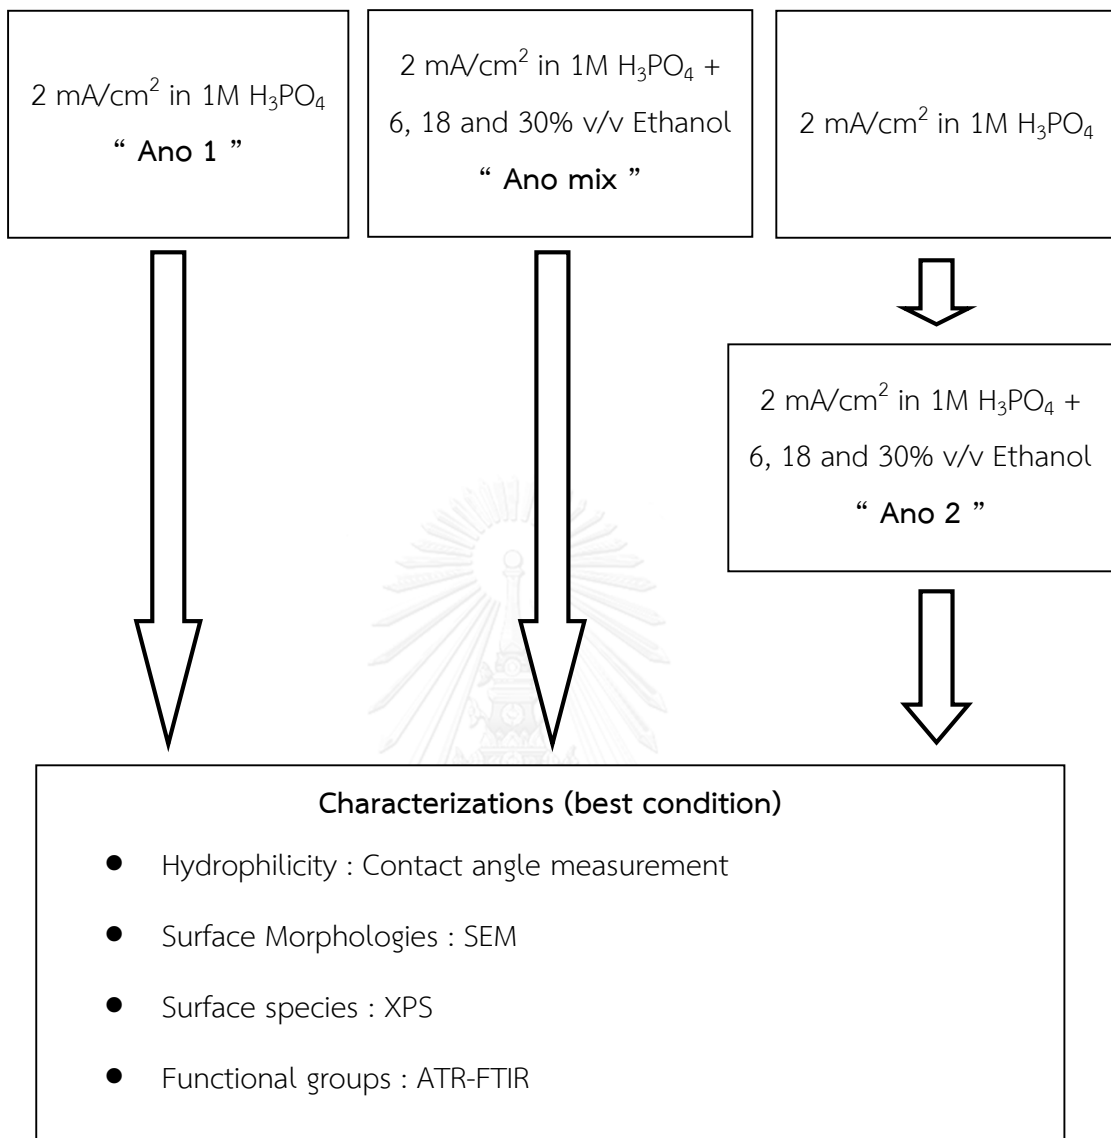 2 mA/cm² in 1M H₃PO₄
“ Ano 1 ”
2 mA/cm² in 1M H₃PO₄ +
6, 18 and 30% v/v Ethanol
“ Ano mix ”
2 mA/cm² in 1M H₃PO₄
2 mA/cm² in 1M H₃PO₄ +
6, 18 and 30% v/v Ethanol
“ Ano 2 ”
Characterizations (best condition)
● Hydrophilicity : Contact angle measurement
● Surface Morphologies : SEM
● Surface species : XPS
● Functional groups : ATR-FTIR